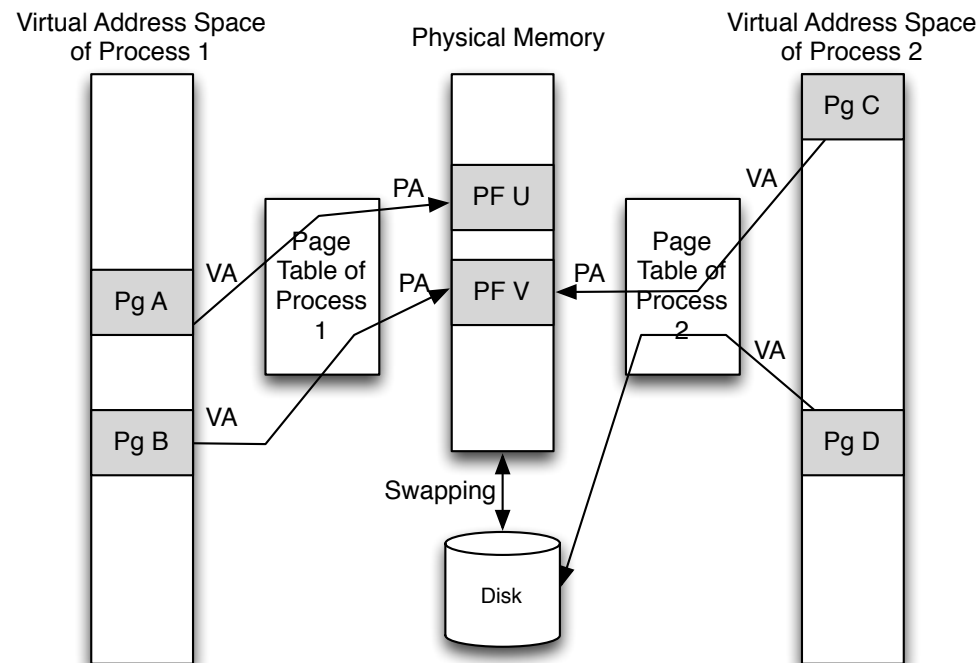 Virtual Address Space
of Process 1
Physical Memory
Virtual Address Space
of Process 2
Pg C
PA
PF U
VA
Page
Table of
Process
1
Page
Table of
Process
2
VA
Pg A
PA
PF V
PA
VA
VA
Pg B
Pg D
Swapping
Disk